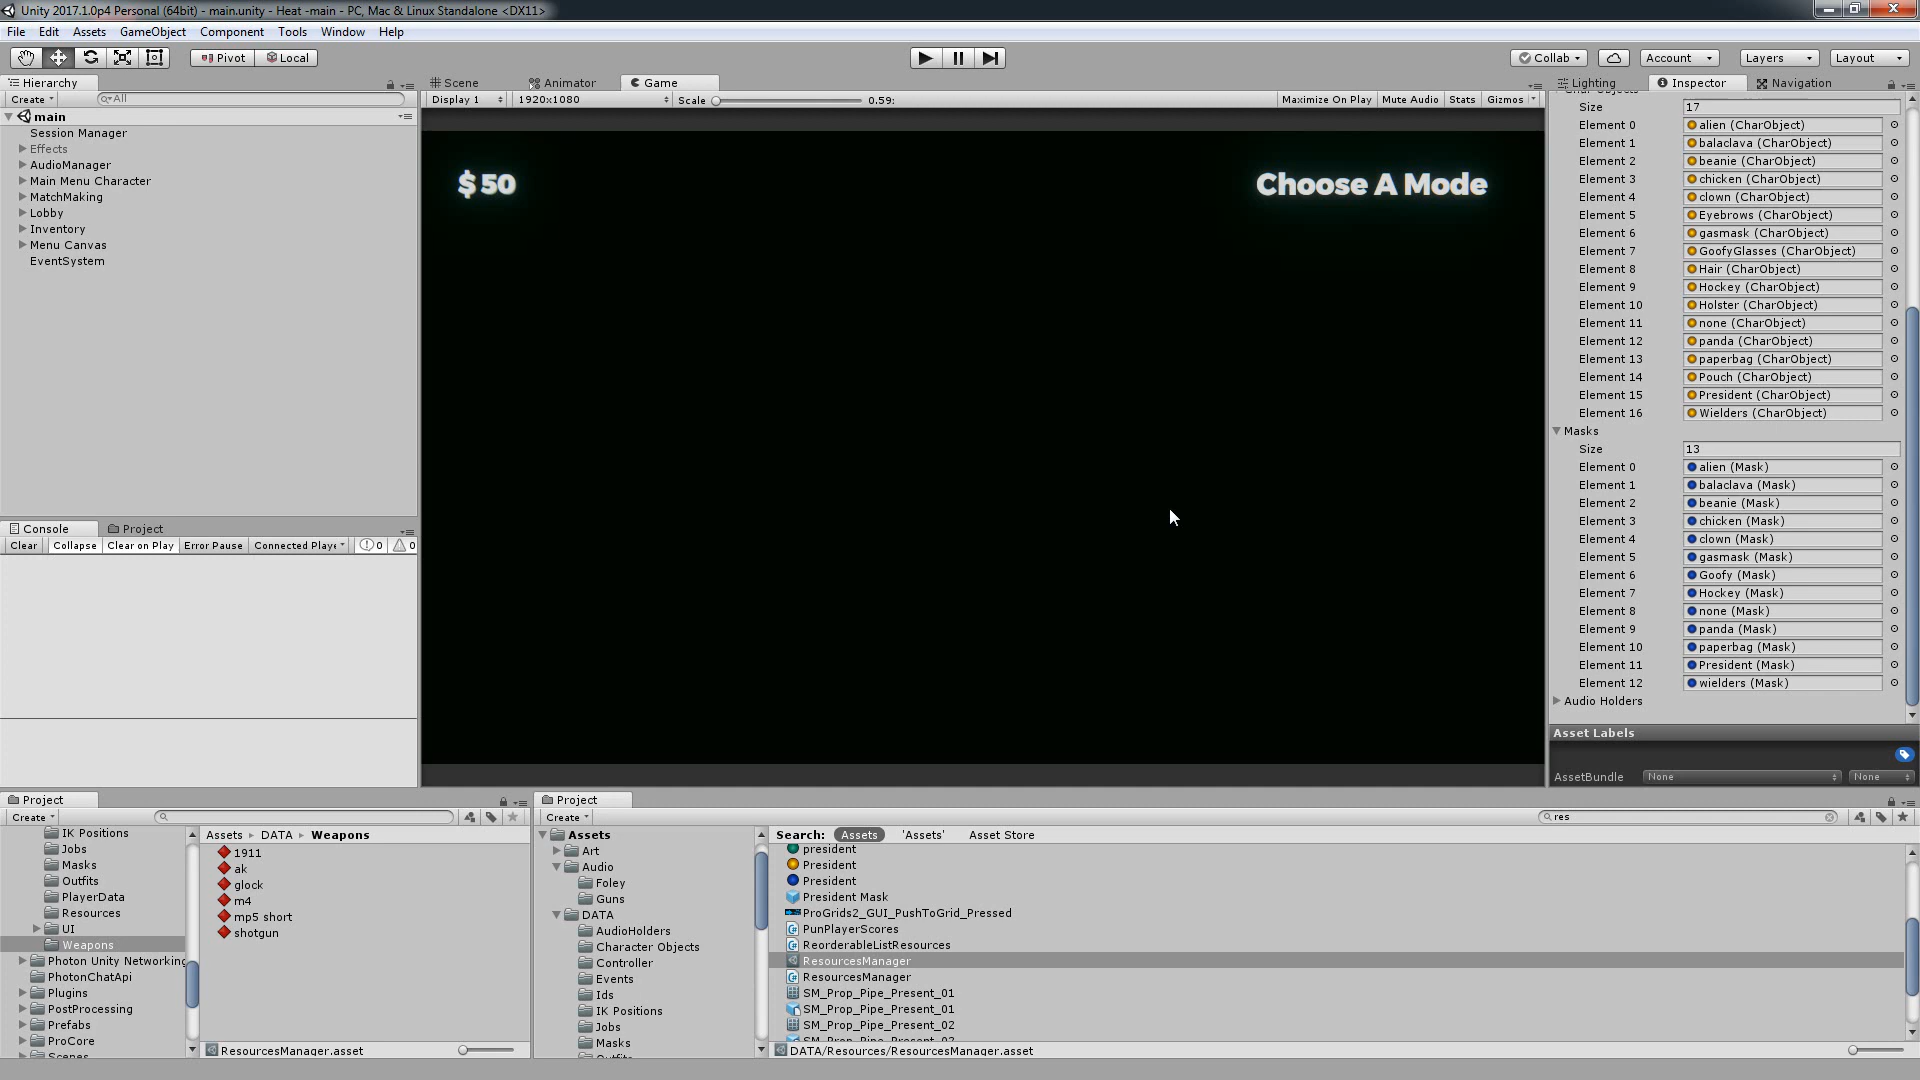 Unity 2017.1.0p4 Personal (64bit) - main.unity - Heat -main - PC, Mac & Linux Standalone <DX11>
File Edit Assets GameObject Component Tools Window Help
Pivot Local Collab Account Layers Layout
Hierarchy
Create All
main
Session Manager
Effects
AudioManager
Main Menu Character
MatchMaking
Lobby
Inventory
Menu Canvas
EventSystem
Scene Animator Game
Display 1 1920x1080 Scale 0.59: Maximize On Play Mute Audio Stats Gizmos
$ 50
Choose A Mode
Lighting Inspector Navigation
Size 17
Element 0 alien (CharObject)
Element 1 balaclava (CharObject)
Element 2 beanie (CharObject)
Element 3 chicken (CharObject)
Element 4 clown (CharObject)
Element 5 Eyebrows (CharObject)
Element 6 gasmask (CharObject)
Element 7 GoofyGlasses (CharObject)
Element 8 Hair (CharObject)
Element 9 Hockey (CharObject)
Element 10 Holster (CharObject)
Element 11 none (CharObject)
Element 12 panda (CharObject)
Element 13 paperbag (CharObject)
Element 14 Pouch (CharObject)
Element 15 President (CharObject)
Element 16 Wielders (CharObject)
Masks
Size 13
Element 0 alien (Mask)
Element 1 balaclava (Mask)
Element 2 beanie (Mask)
Element 3 chicken (Mask)
Element 4 clown (Mask)
Element 5 gasmask (Mask)
Element 6 Goofy (Mask)
Element 7 Hockey (Mask)
Element 8 none (Mask)
Element 9 panda (Mask)
Element 10 paperbag (Mask)
Element 11 President (Mask)
Element 12 wielders (Mask)
Audio Holders
Asset Labels
AssetBundle None None
Console Project
Clear Collapse Clear on Play Error Pause Connected Playe 0 0
Project
Create
IK Positions
Jobs
Masks
Outfits
PlayerData
Resources
UI
Weapons
Photon Unity Networking
PhotonChatApi
Plugins
PostProcessing
Prefabs
ProCore
Scenes
Assets DATA Weapons
1911
ak
glock
m4
mp5 short
shotgun
ResourcesManager.asset
Project
Create res
Assets
Art
Audio
Foley
Guns
DATA
AudioHolders
Character Objects
Controller
Events
Ids
IK Positions
Jobs
Masks
Search: Assets 'Assets' Asset Store
president
President
President
President Mask
ProGrids2_GUI_PushToGrid_Pressed
PunPlayerScores
ReorderableListResources
ResourcesManager
ResourcesManager
SM_Prop_Pipe_Present_01
SM_Prop_Pipe_Present_01
SM_Prop_Pipe_Present_02
DATA/Resources/ResourcesManager.asset